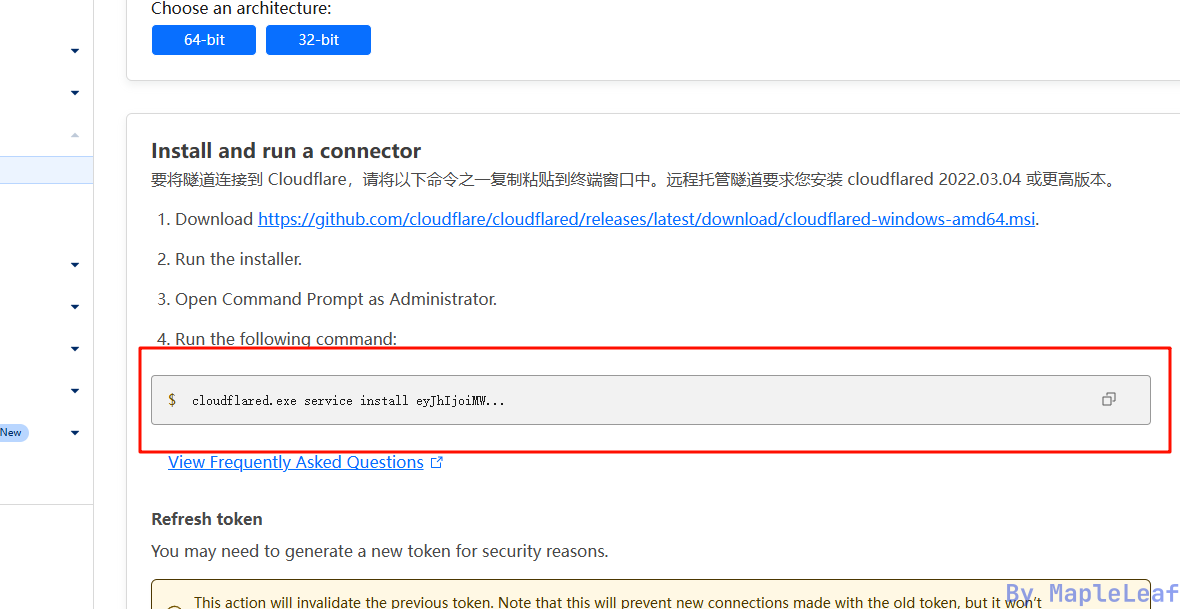 Choose an architecture:
64-bit 32-bit
Install and run a connector
要将隧道连接到 Cloudflare，请将以下命令之一复制粘贴到终端窗口中。远程托管隧道要求您安装 cloudflared 2022.03.04 或更高版本。
1. Download https://github.com/cloudflare/cloudflared/releases/latest/download/cloudflared-windows-amd64.msi.
2. Run the installer.
3. Open Command Prompt as Administrator.
4. Run the following command:
$ cloudflared.exe service install eyJhIjoiMW...
New
View Frequently Asked Questions
Refresh token
You may need to generate a new token for security reasons.
This action will invalidate the previous token. Note that this will prevent new connections made with the old token, but it won't
By MapleLeaf